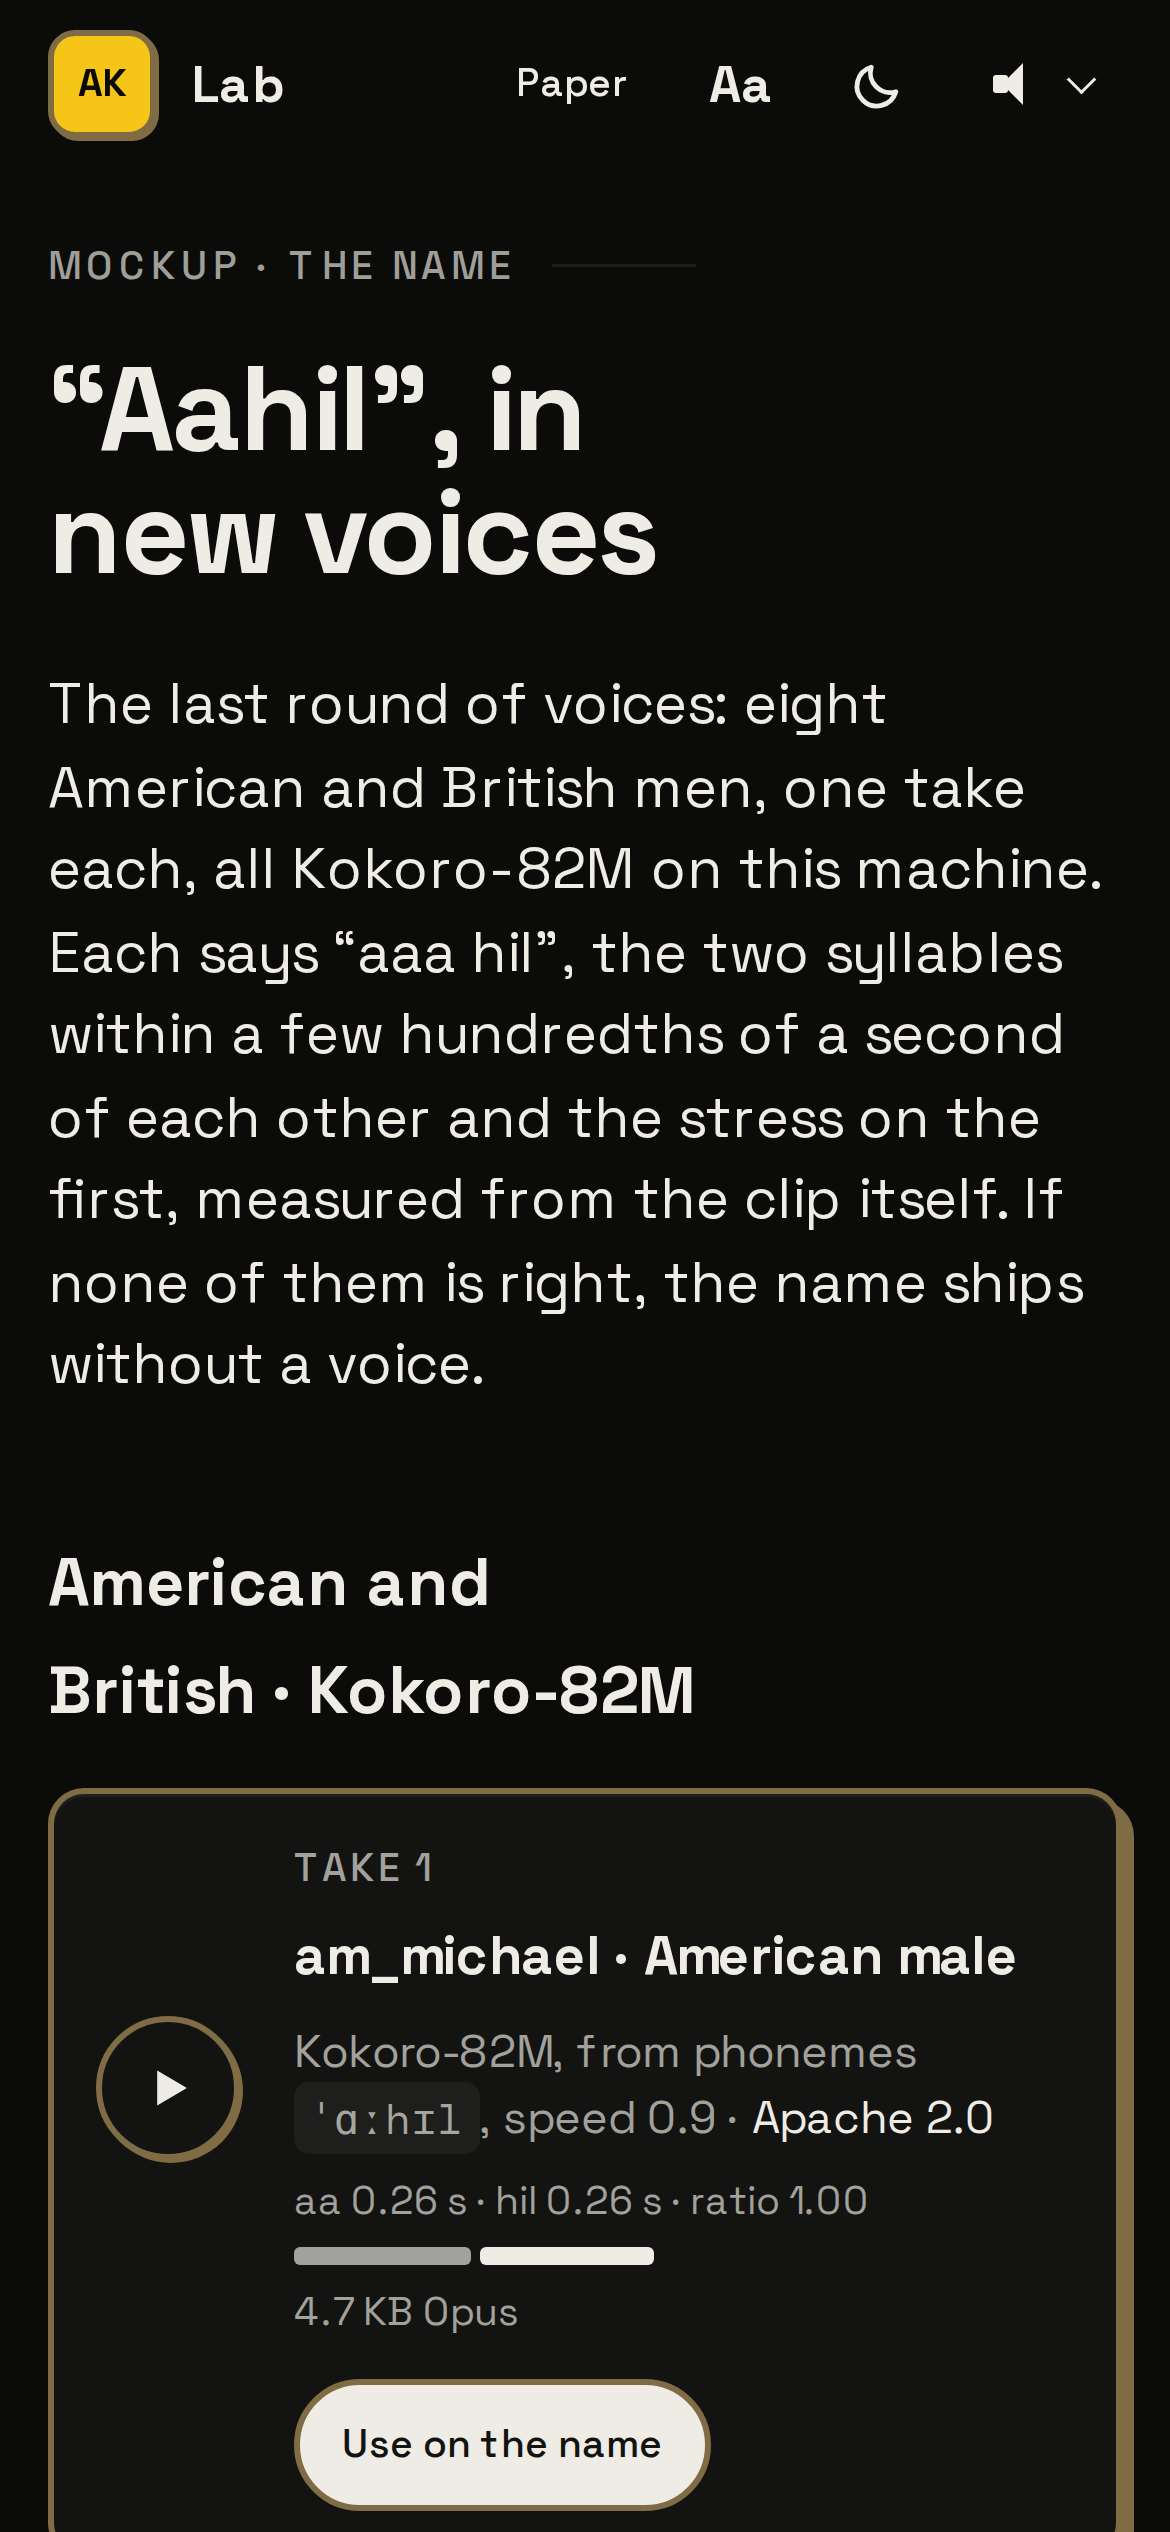 AK Lab Paper Aa
MOCKUP · THE NAME
“Aahil”, in
new voices
The last round of voices: eight
American and British men, one take
each, all Kokoro-82M on this machine.
Each says “aaa hil”, the two syllables
within a few hundredths of a second
of each other and the stress on the
first, measured from the clip itself. If
none of them is right, the name ships
without a voice.
American and
British · Kokoro-82M
TAKE 1
am_michael · American male
Kokoro-82M, from phonemes
ˈɑːhɪl, speed 0.9 · Apache 2.0
aa 0.26 s · hil 0.26 s · ratio 1.00
4.7 KB Opus
Use on the name